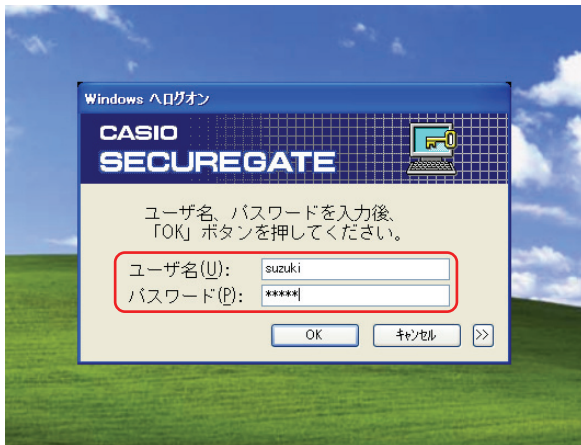 Windows へログオン
CASIO
SECUREGATE
ユーザ名、パスワードを入力後、
「OK」ボタンを押してください。
ユーザ名(U): suzuki
パスワード(P): *****
OK キャンセル >>